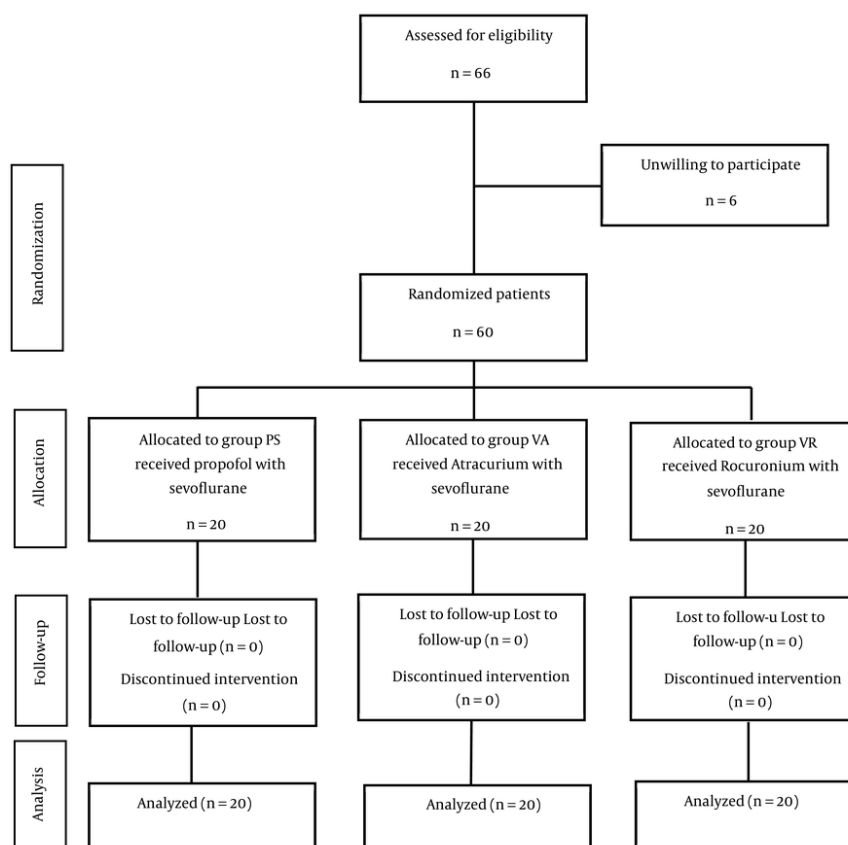 Assessed for eligibility
n = 66
Unwilling to participate
n = 6
Randomization
Randomized patients
n = 60
Allocation
Allocated to group PS
received propofol with
sevoflurane
n = 20
Allocated to group VA
received Atracurium with
sevoflurane
n = 20
Allocated to group VR
received Rocuronium with
sevoflurane
n = 20
Follow-up
Lost to follow-up Lost to
follow-up (n = 0)
Discontinued intervention
(n = 0)
Lost to follow-up Lost to
follow-up (n = 0)
Discontinued intervention
(n = 0)
Lost to follow-u Lost to
follow-up (n = 0)
Discontinued intervention
(n = 0)
Analysis
Analyzed (n = 20)
Analyzed (n = 20)
Analyzed (n = 20)